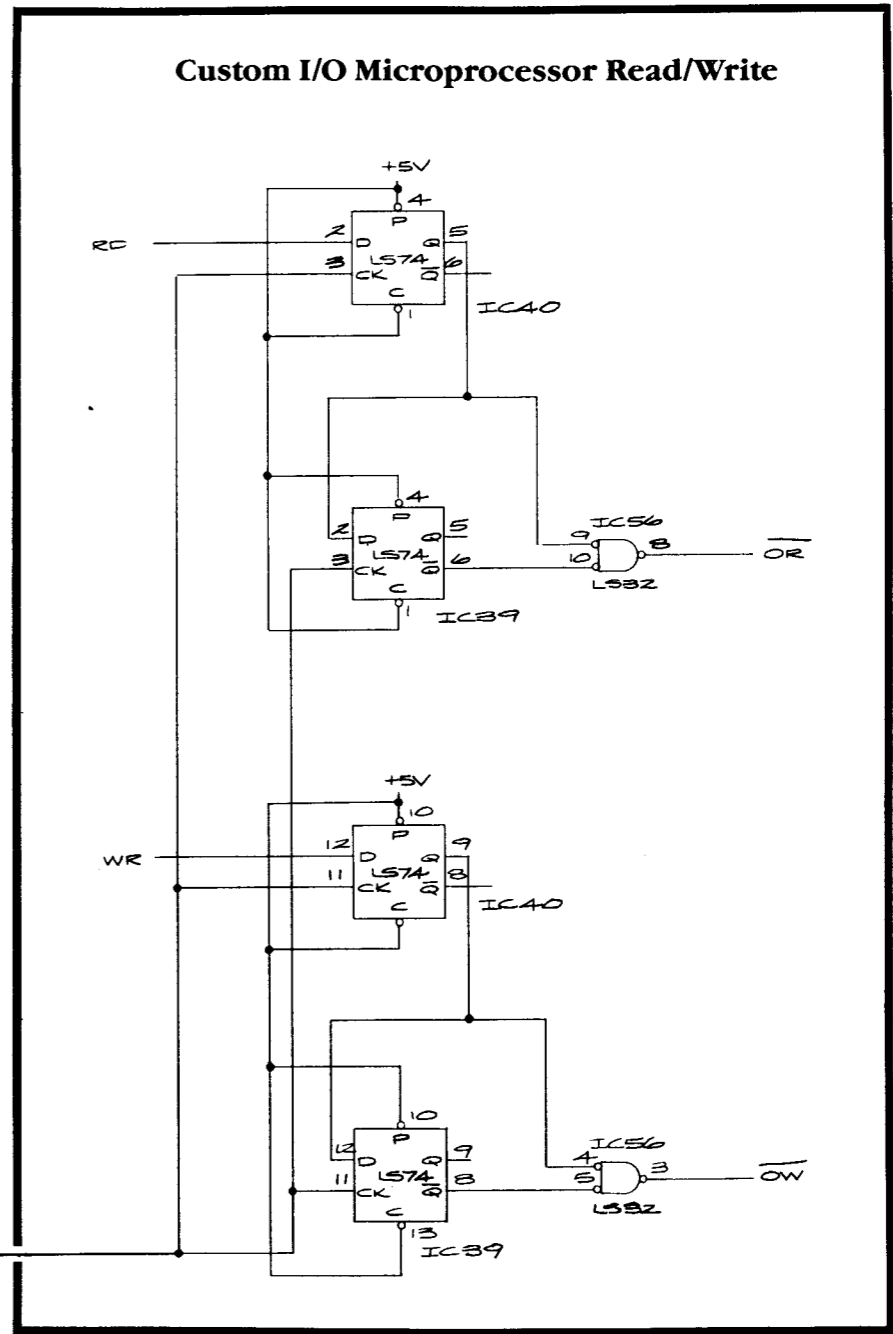 Custom I/O Microprocessor Read/Write
+5V
4
P
RD 2 D Q 5
LS74
3 CK Q̅ 6
C
1
IC40
4
P
2 D Q 5
LS74
3 CK Q̅ 6
C
1
IC39
IC56
9
10
8
O̅R̅
LS32
+5V
10
P
WR 12 D Q 9
LS74
11 CK Q̅ 8
C
IC40
10
P
12 D Q 9
LS74
11 CK Q̅ 8
C
13
IC39
IC56
4
5
3
O̅W̅
LS32